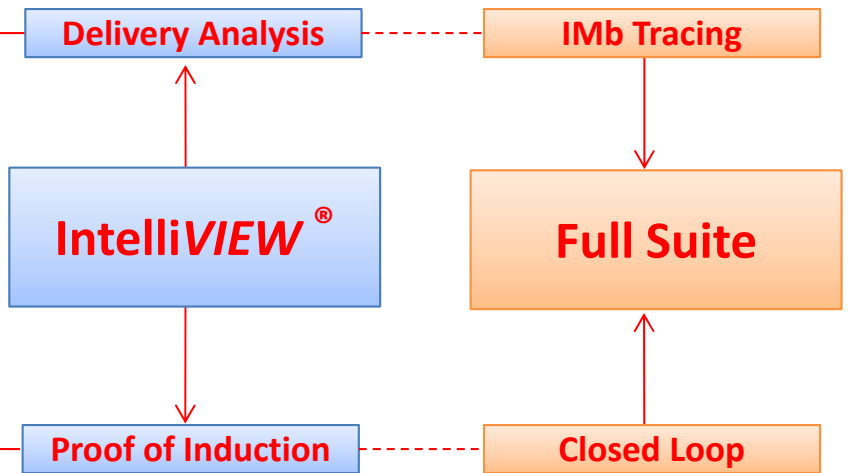 Delivery Analysis
IMb Tracing
IntelliVIEW ®
Full Suite
Proof of Induction
Closed Loop